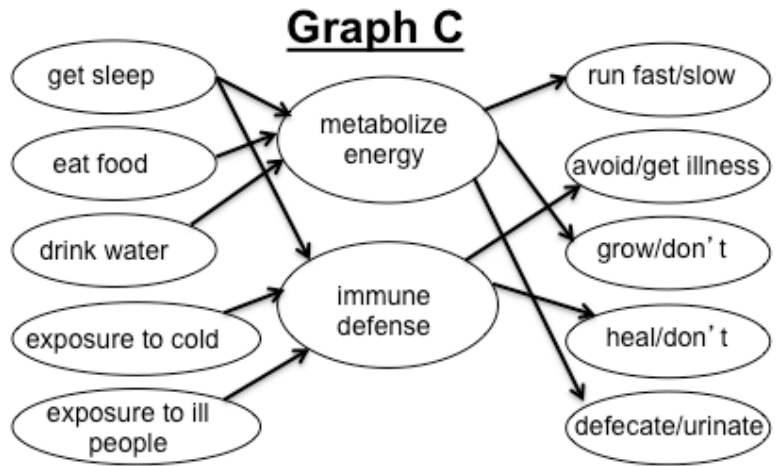 Graph C
get sleep
eat food
drink water
exposure to cold
exposure to ill
people
metabolize
energy
immune
defense
run fast/slow
avoid/get illness
grow/don’t
heal/don’t
defecate/urinate